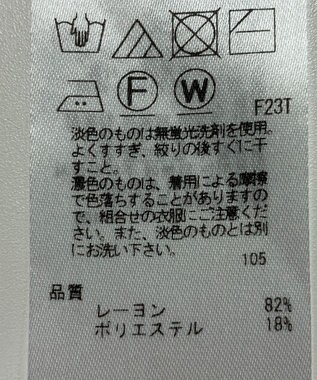 F
W
F23T
淡色のものは無蛍光洗剤を使用。
よくすすぎ、絞りの後すぐに干
すこと。
濃色のものは、着用による摩擦
で色落ちすることがありますの
で、組合せの衣服にご注意くだ
さい。また、淡色のものとは別
にお洗い下さい。
105
品質
レーヨン 82%
ポリエステル 18%